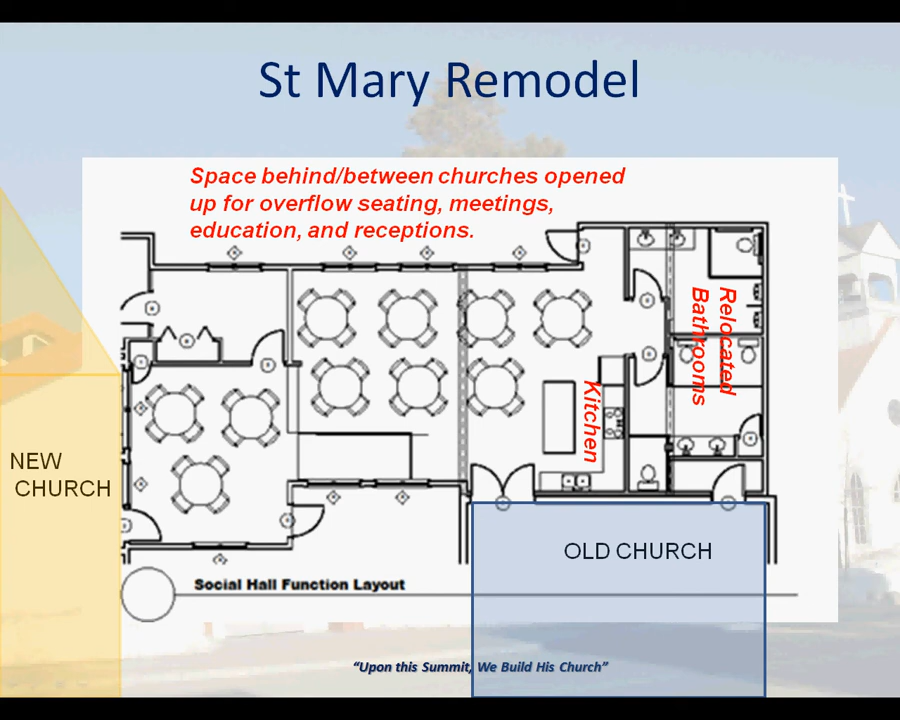 St Mary Remodel
Space behind/between churches opened
up for overflow seating, meetings,
education, and receptions.
Relocated
Bathrooms
Kitchen
NEW
CHURCH
OLD CHURCH
Social Hall Function Layout
“Upon this Summit, We Build His Church”